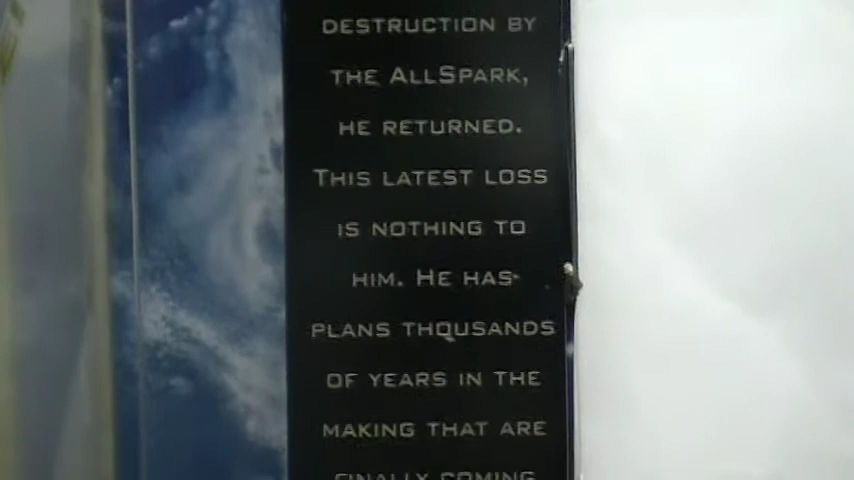 DESTRUCTION BY
THE ALLSPARK,
HE RETURNED.
THIS LATEST LOSS
IS NOTHING TO
HIM. HE HAS
PLANS THOUSANDS
OF YEARS IN THE
MAKING THAT ARE
FINALLY COMING